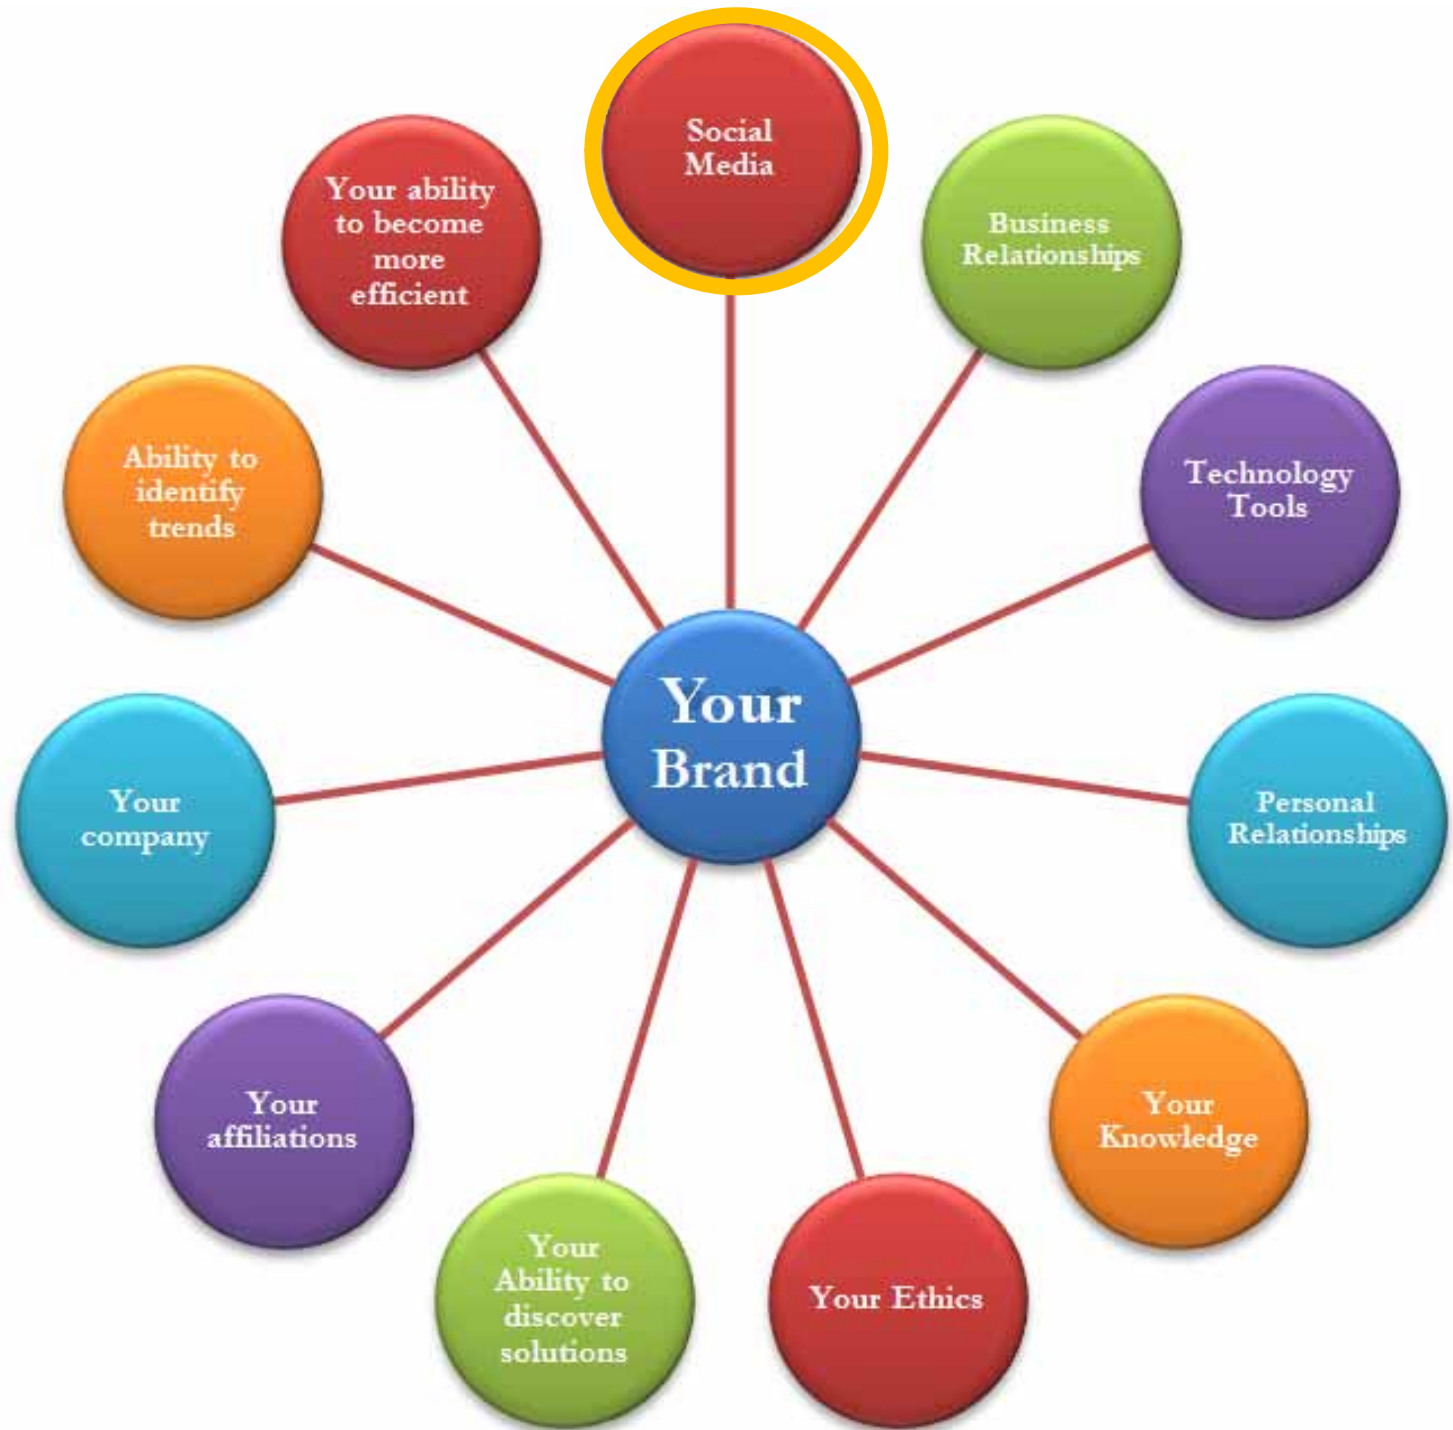 Social
Media
Business
Relationships
Technology
Tools
Personal
Relationships
Your
Knowledge
Your Ethics
Your
Ability to
discover
solutions
Your
affiliations
Your
company
Ability to
identify
trends
Your ability
to become
more
efficient
Your
Brand